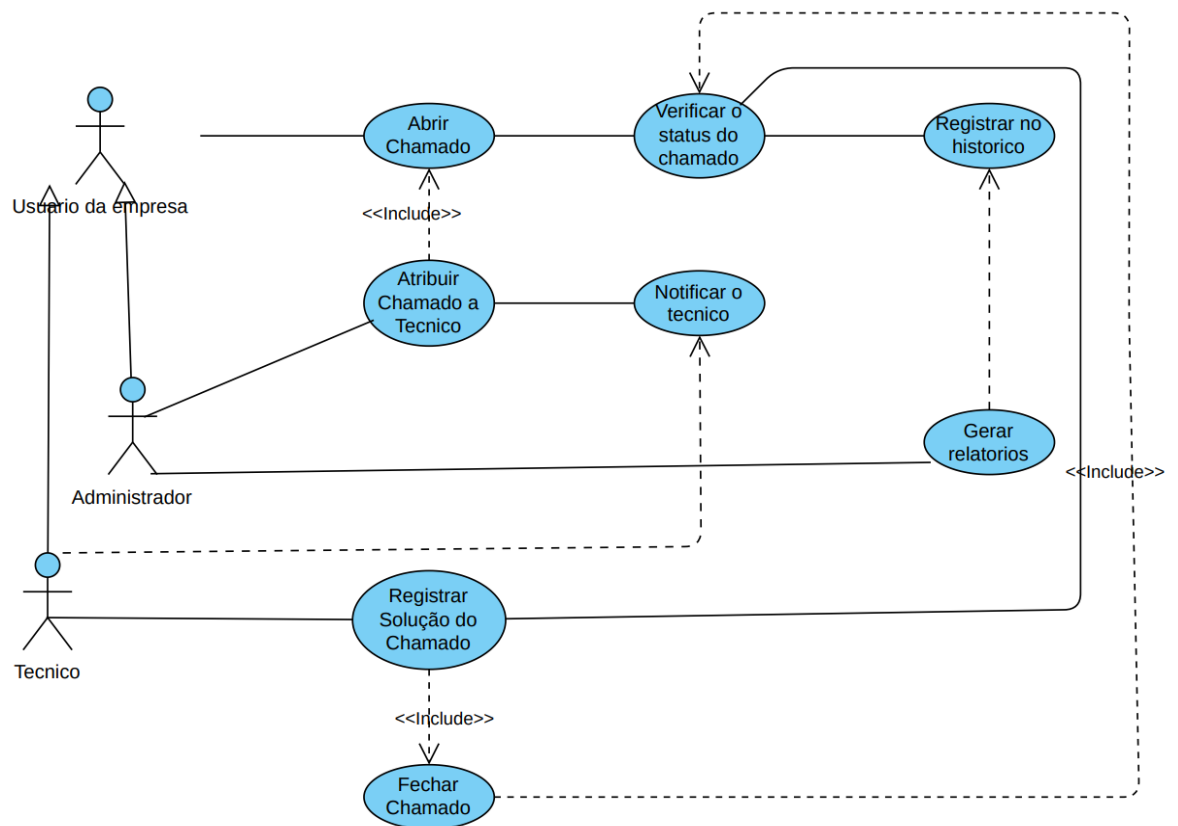 Abrir
Chamado
Verificar o
status do
chamado
Registrar no
historico
Usuario da empresa
<<Include>>
Atribuir
Chamado a
Tecnico
Notificar o
tecnico
Gerar
relatorios
<<Include>>
Administrador
Registrar
Solução do
Chamado
Tecnico
<<Include>>
Fechar
Chamado